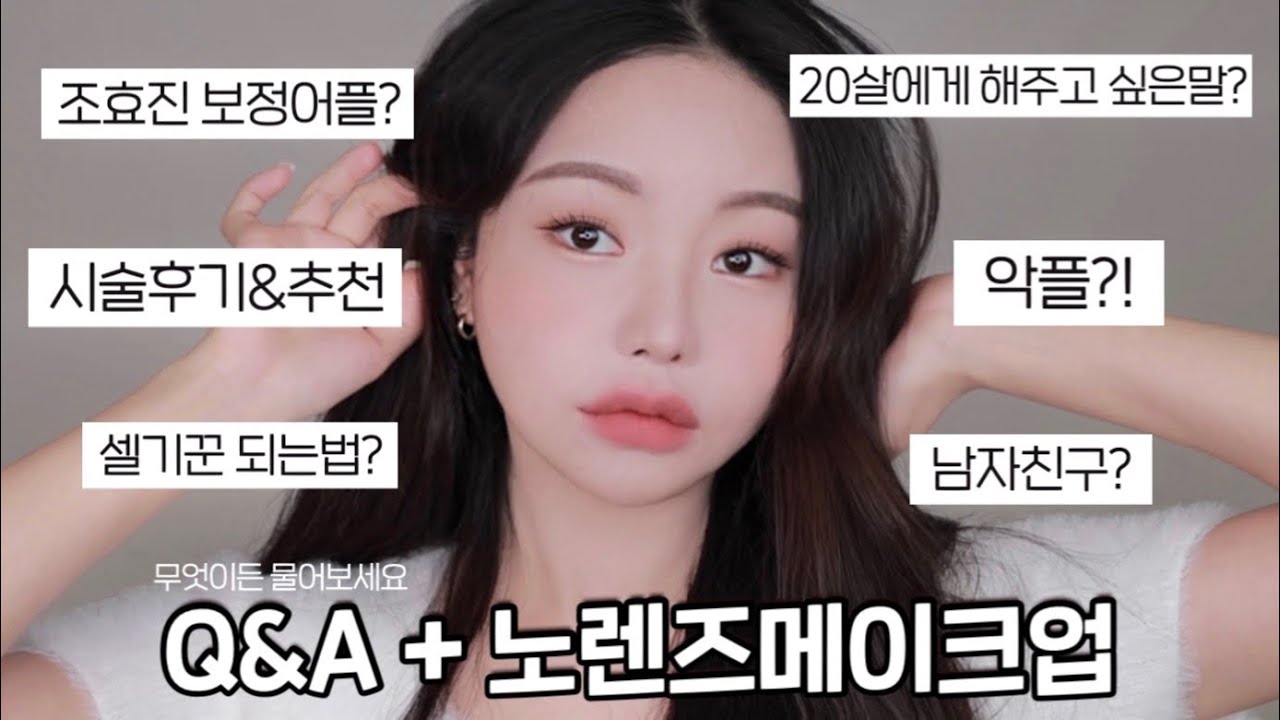 조효진 보정어플?
20살에게 해주고 싶은말?
시술후기&추천
악플?!
셀기꾼 되는법?
남자친구?
무엇이든 물어보세요
Q&A + 노렌즈메이크업